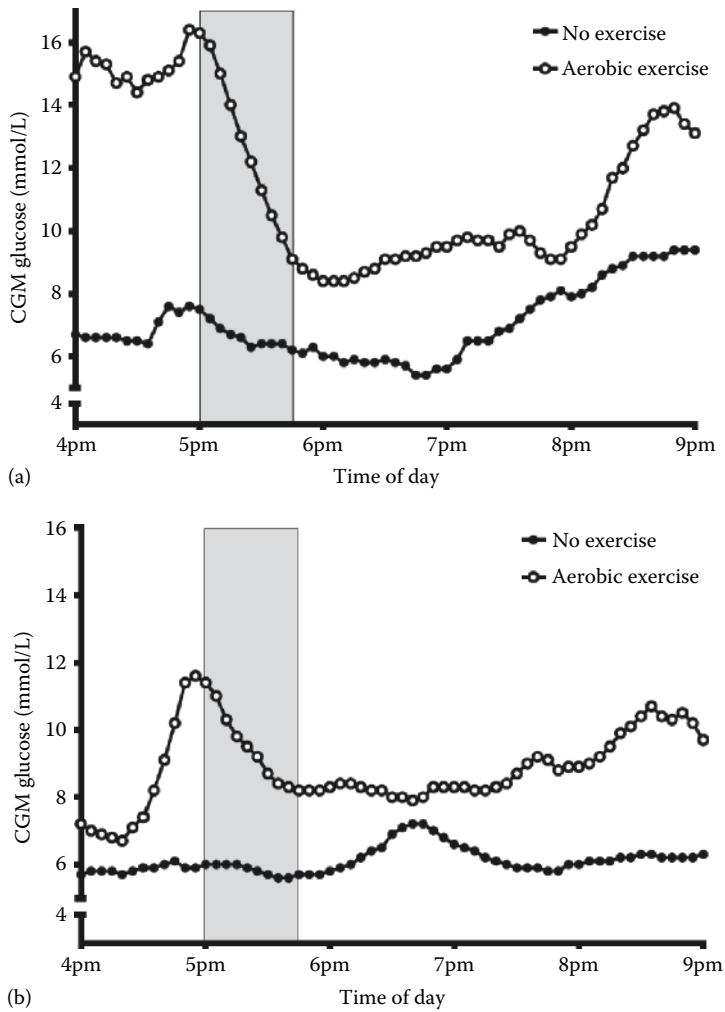 16
14
12
10
8
6
4
CGM glucose (mmol/L)
No exercise
Aerobic exercise
4pm 5pm 6pm 7pm 8pm 9pm
(a)
Time of day
16
14
12
10
8
6
4
CGM glucose (mmol/L)
No exercise
Aerobic exercise
4pm 5pm 6pm 7pm 8pm 9pm
(b)
Time of day